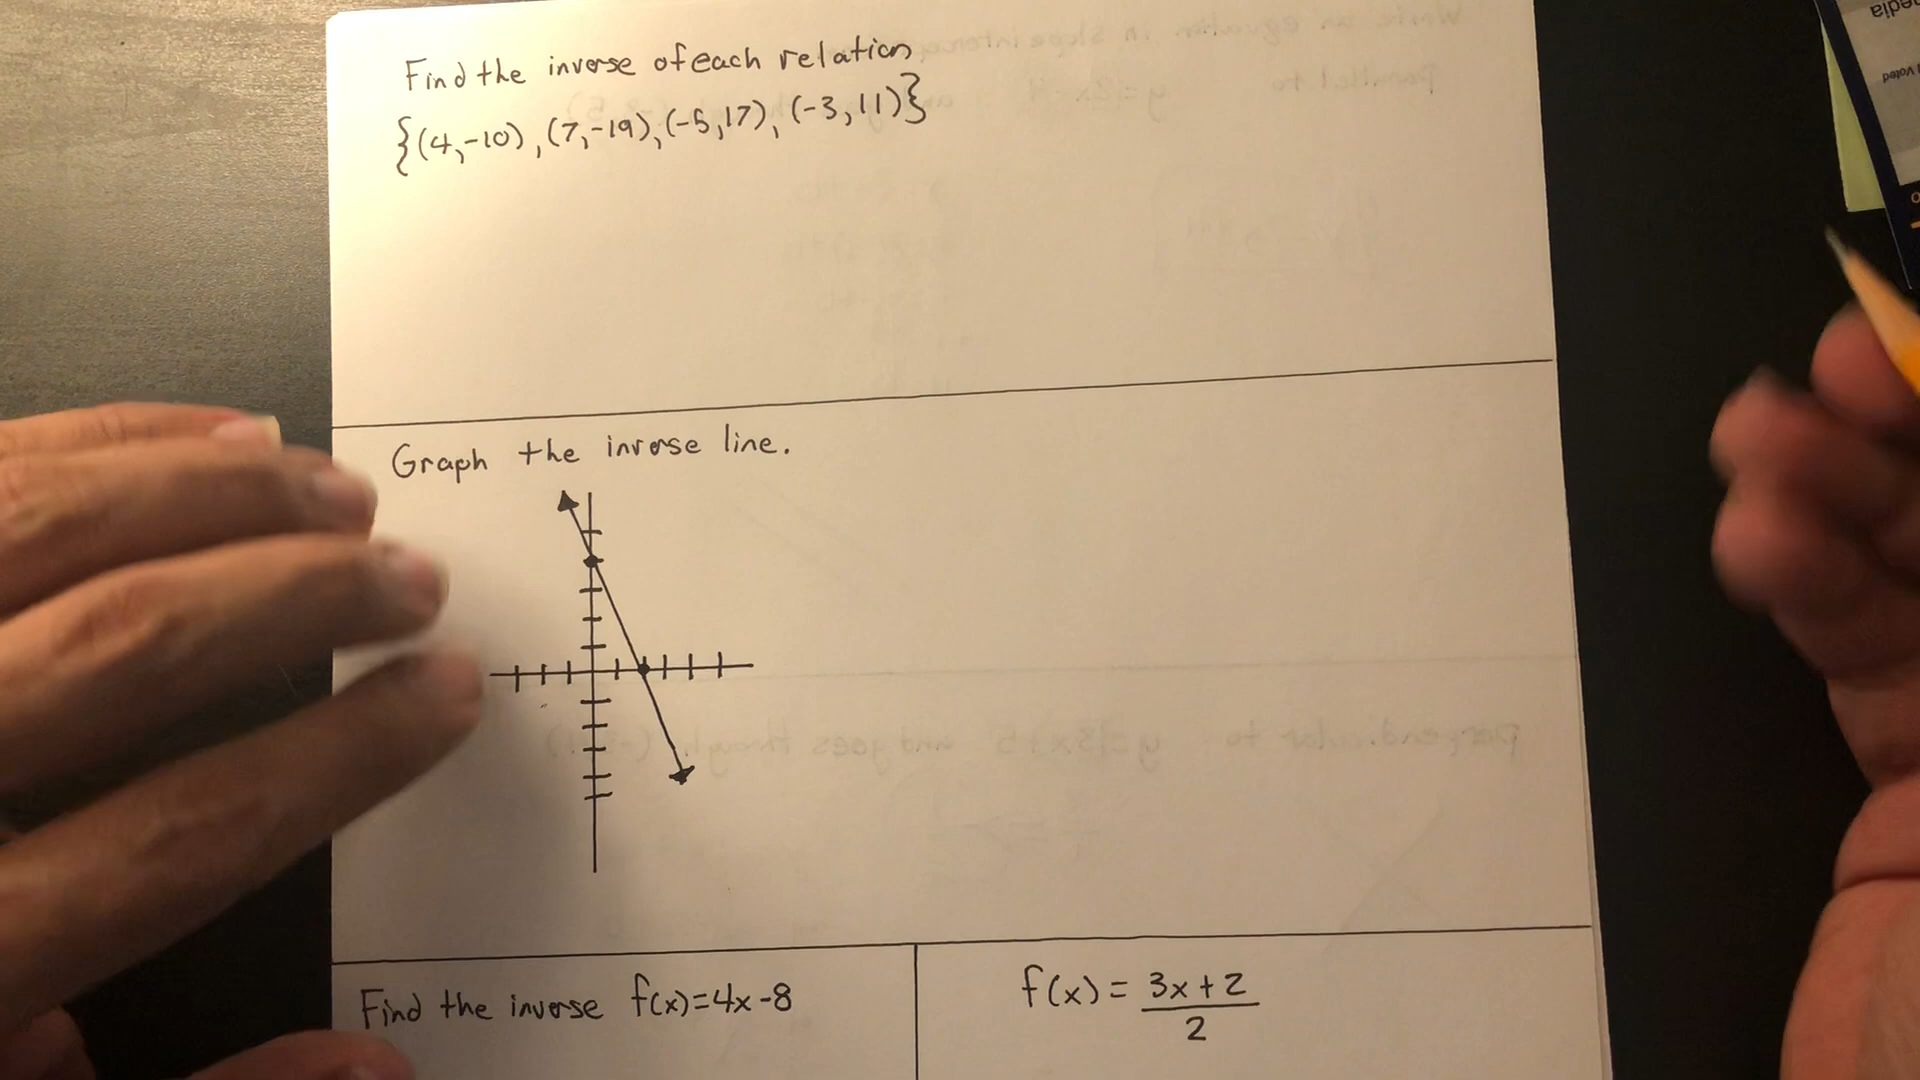 Find the inverse of each relation
{(4,-10), (7,-19), (-5,17), (-3,11)}
Graph the inverse line.
Find the inverse f(x)=4x-8
f(x) = 3x+2
2